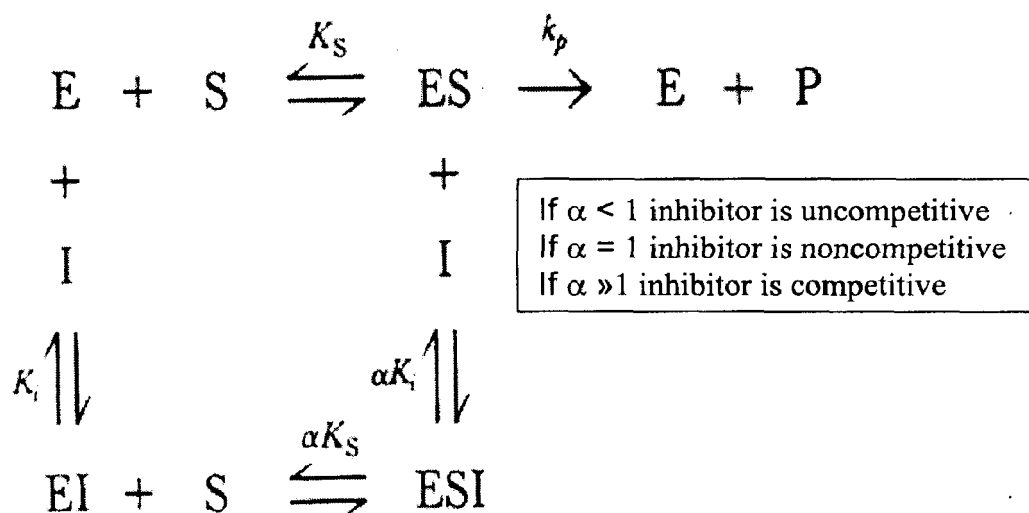 K_S k_p
E + S ⇌ ES → E + P
+ +
I I
K_i αK_i
αK_S
EI + S ⇌ ESI
If α < 1 inhibitor is uncompetitive
If α = 1 inhibitor is noncompetitive
If α »1 inhibitor is competitive